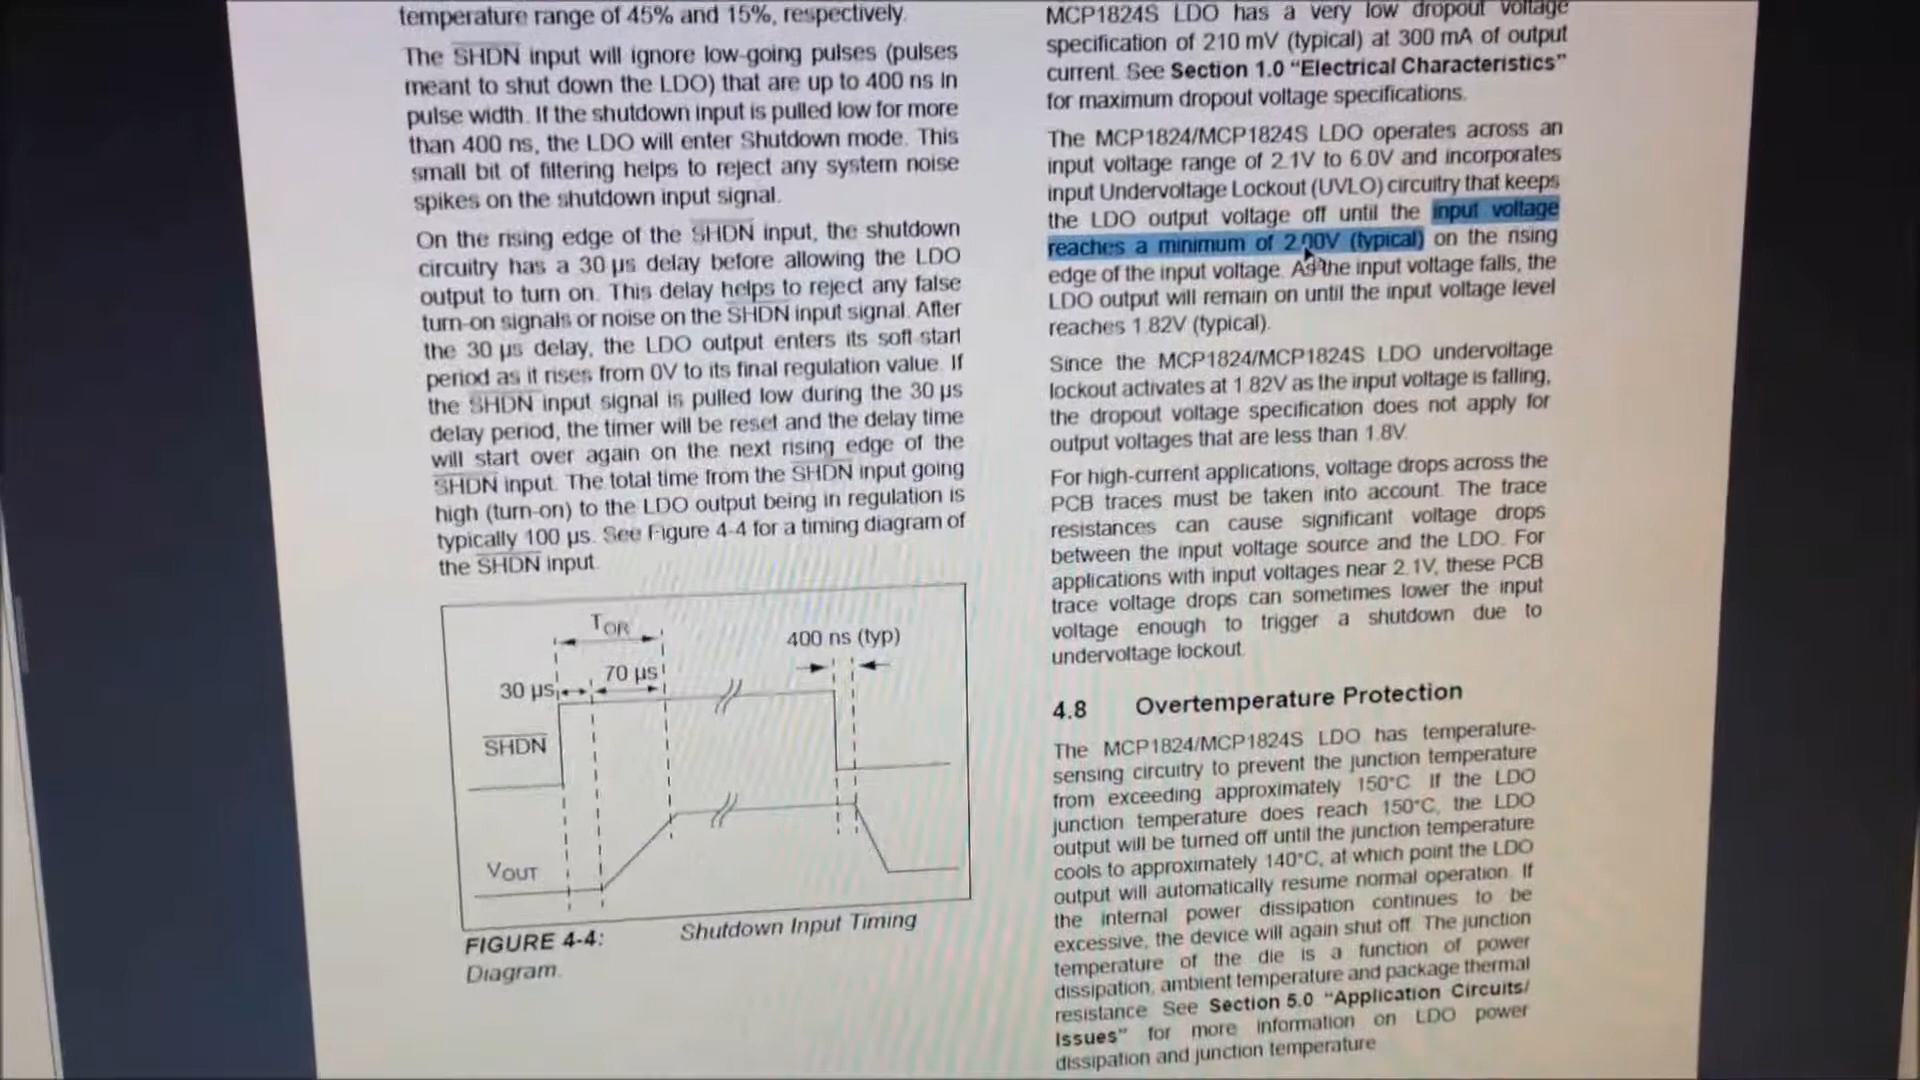 temperature range of 45% and 15%, respectively.
The SHDN input will ignore low-going pulses (pulses
meant to shut down the LDO) that are up to 400 ns in
pulse width. If the shutdown input is pulled low for more
than 400 ns, the LDO will enter Shutdown mode. This
small bit of filtering helps to reject any system noise
spikes on the shutdown input signal.
On the rising edge of the SHDN input, the shutdown
circuitry has a 30 µs delay before allowing the LDO
output to turn on. This delay helps to reject any false
turn-on signals or noise on the SHDN input signal. After
the 30 µs delay, the LDO output enters its soft start
period as it rises from 0V to its final regulation value. If
the SHDN input signal is pulled low during the 30 µs
delay period, the timer will be reset and the delay time
will start over again on the next rising edge of the
SHDN input. The total time from the SHDN input going
high (turn-on) to the LDO output being in regulation is
typically 100 µs. See Figure 4-4 for a timing diagram of
the SHDN input.
TOR
400 ns (typ)
70 µs
30 µs
SHDN
VOUT
FIGURE 4-4: Shutdown Input Timing
Diagram.
MCP1824S LDO has a very low dropout voltage
specification of 210 mV (typical) at 300 mA of output
current. See Section 1.0 "Electrical Characteristics"
for maximum dropout voltage specifications.
The MCP1824/MCP1824S LDO operates across an
input voltage range of 2.1V to 6.0V and incorporates
input Undervoltage Lockout (UVLO) circuitry that keeps
the LDO output voltage off until the input voltage
reaches a minimum of 2.00V (typical) on the rising
edge of the input voltage. As the input voltage falls, the
LDO output will remain on until the input voltage level
reaches 1.82V (typical).
Since the MCP1824/MCP1824S LDO undervoltage
lockout activates at 1.82V as the input voltage is falling,
the dropout voltage specification does not apply for
output voltages that are less than 1.8V.
For high-current applications, voltage drops across the
PCB traces must be taken into account. The trace
resistances can cause significant voltage drops
between the input voltage source and the LDO. For
applications with input voltages near 2.1V, these PCB
trace voltage drops can sometimes lower the input
voltage enough to trigger a shutdown due to
undervoltage lockout.
4.8 Overtemperature Protection
The MCP1824/MCP1824S LDO has temperature-
sensing circuitry to prevent the junction temperature
from exceeding approximately 150°C. If the LDO
junction temperature does reach 150°C, the LDO
output will be turned off until the junction temperature
cools to approximately 140°C, at which point the LDO
output will automatically resume normal operation. If
the internal power dissipation continues to be
excessive, the device will again shut off. The junction
temperature of the die is a function of power
dissipation, ambient temperature and package thermal
resistance. See Section 5.0 "Application Circuits/
Issues" for more information on LDO power
dissipation and junction temperature